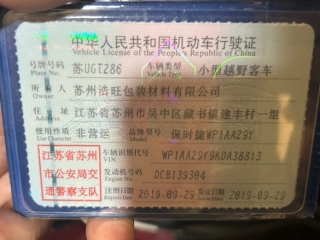 中华人民共和国机动车行驶证
Vehicle License of the People's Republic of China
号牌号码 苏UGT286 车辆类型 小型越野客车
Plate No. Vehicle Type
所有人 苏州浩旺包装材料有限公司
Owner
住址 江苏省苏州市吴中区藏书镇建车村一组
Address
使用性质 非营运 品牌型号 保时捷WP1AA29Y
Use Character Model
江苏省苏州市公安局交通警察支队
车辆识别代号 WP1AA29Y9KDA38813
VIN
发动机号码 DCB139304
Engine No.
注册日期 2019-09-29 发证日期 2019-09-29
Register Date Issue Date